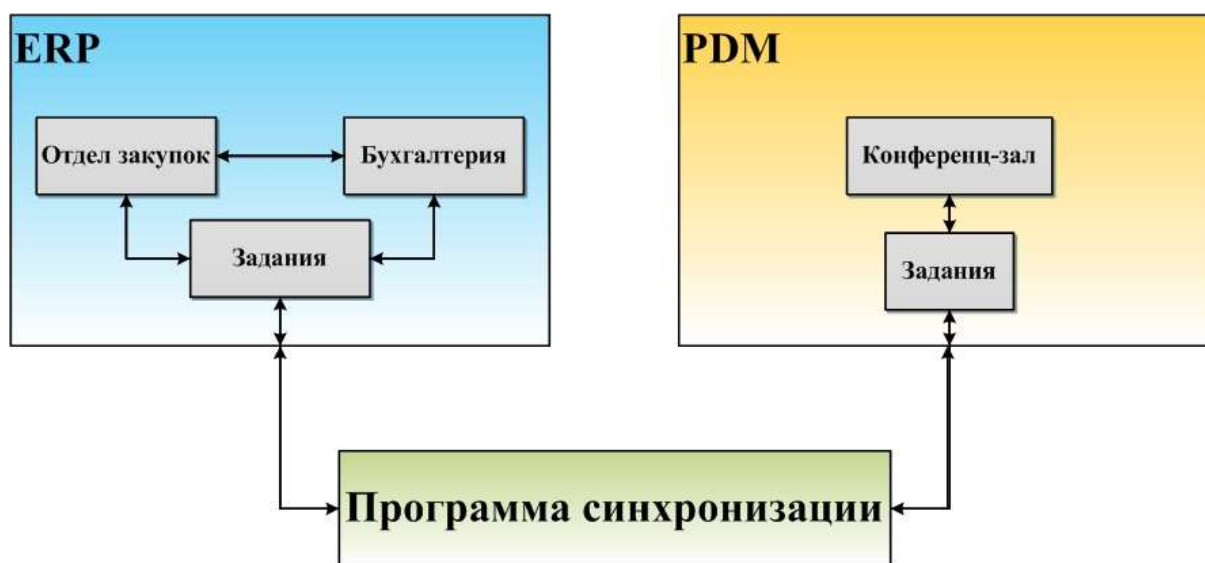 ERP
PDM
Отдел закупок
Бухгалтерия
Конференц-зал
Задания
Задания
Программа синхронизации